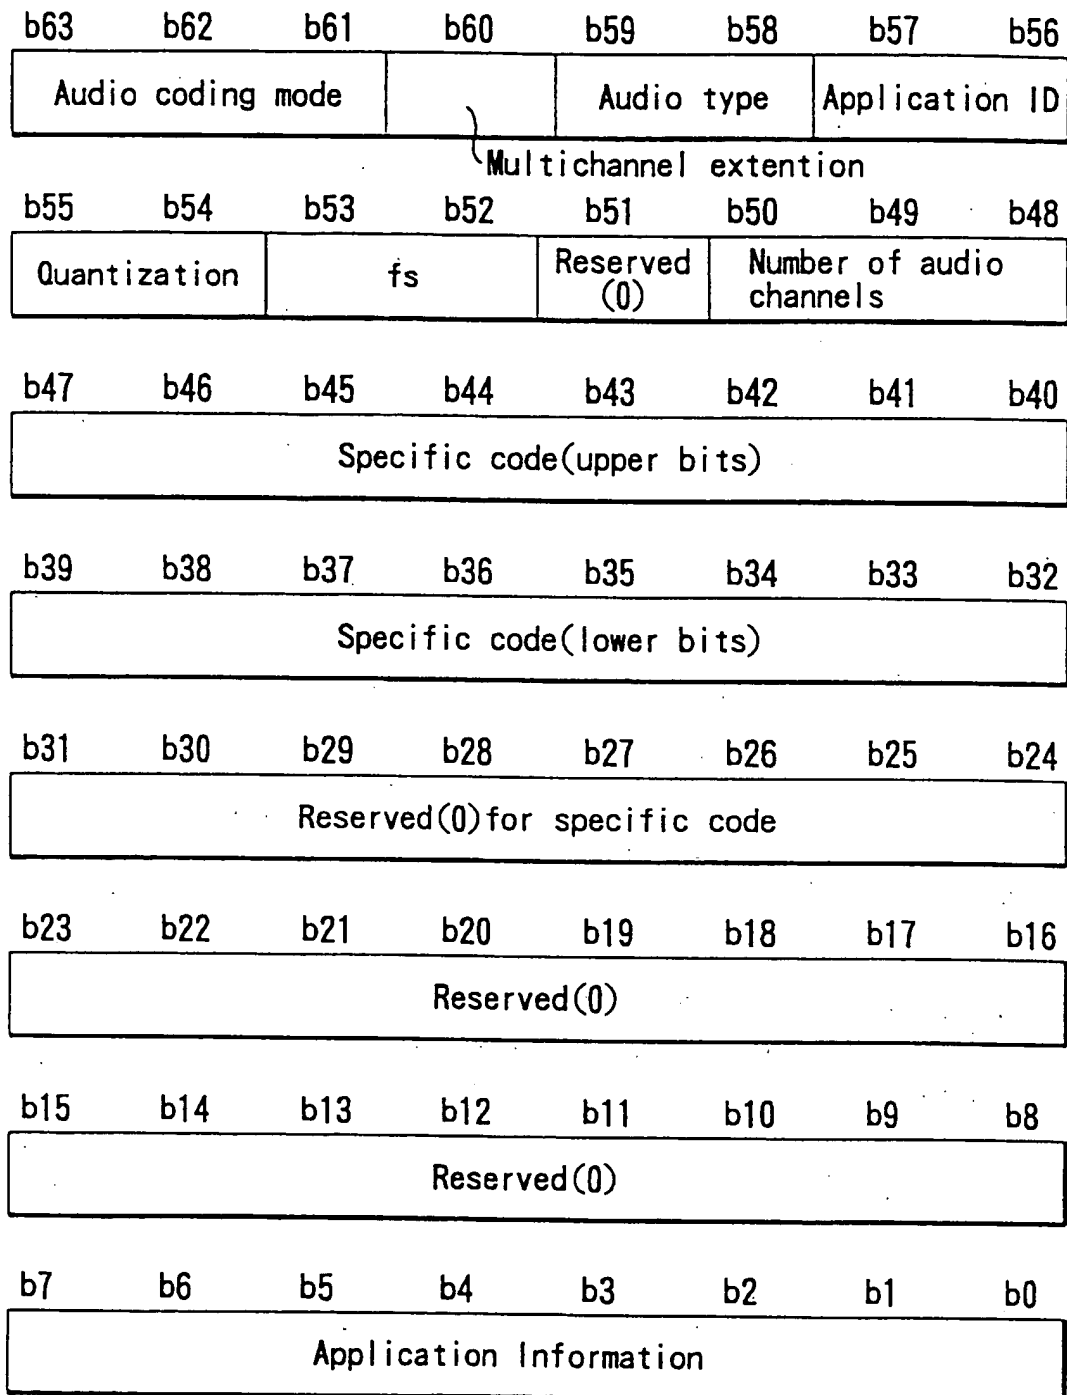 b63 b62 b61 b60 b59 b58 b57 b56
Audio coding mode Audio type Application ID
Multichannel extention
b55 b54 b53 b52 b51 b50 b49 b48
Quantization fs Reserved (0) Number of audio channels
b47 b46 b45 b44 b43 b42 b41 b40
Specific code(upper bits)
b39 b38 b37 b36 b35 b34 b33 b32
Specific code(lower bits)
b31 b30 b29 b28 b27 b26 b25 b24
Reserved(0)for specific code
b23 b22 b21 b20 b19 b18 b17 b16
Reserved(0)
b15 b14 b13 b12 b11 b10 b9 b8
Reserved(0)
b7 b6 b5 b4 b3 b2 b1 b0
Application Information